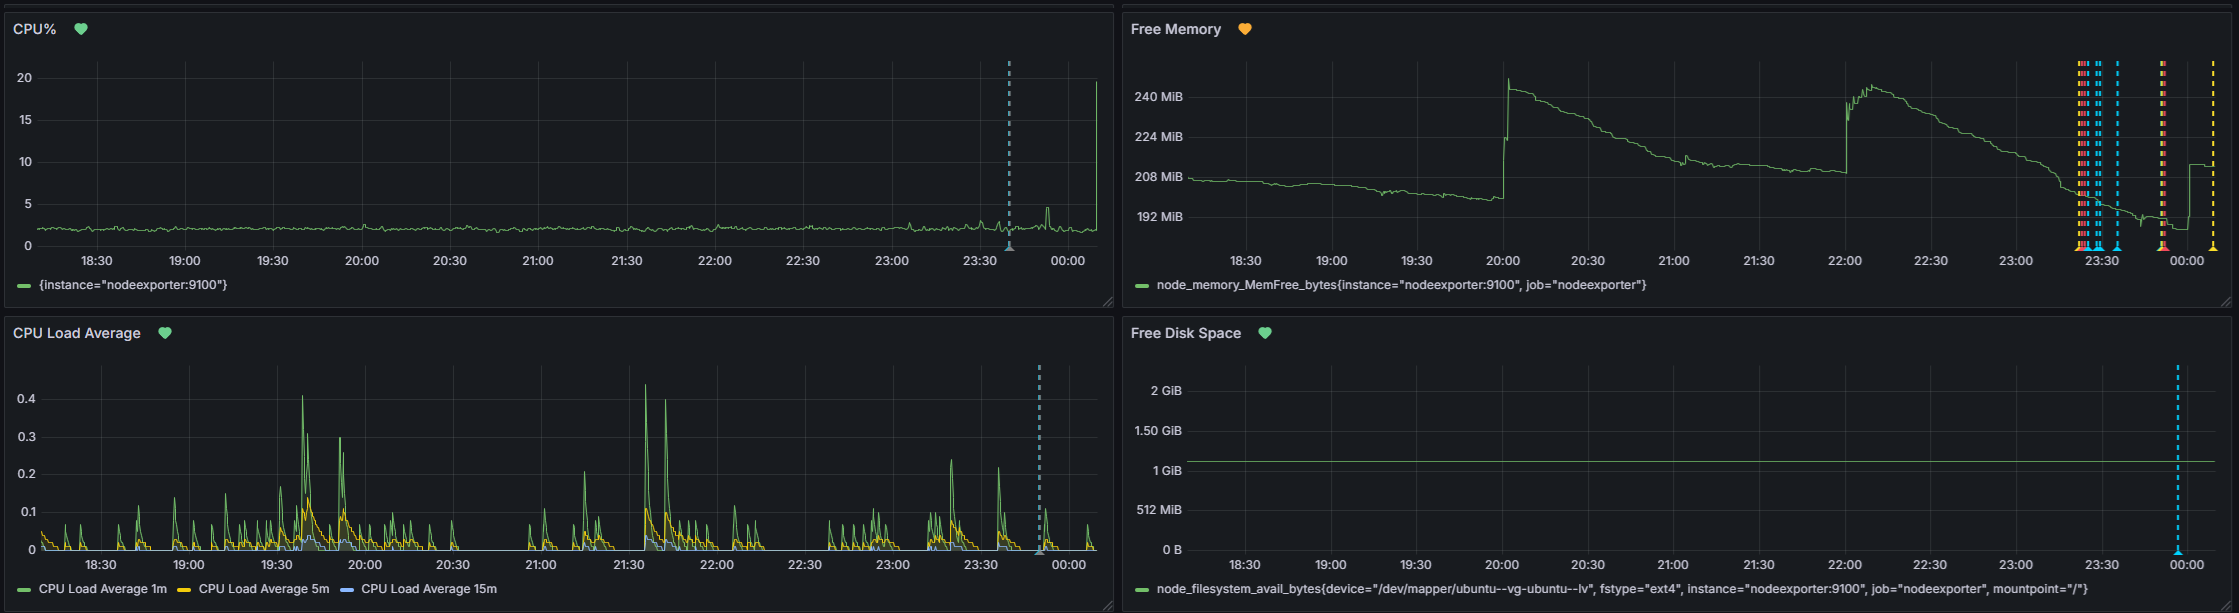 CPU%
20
15
10
5
0
18:30 19:00 19:30 20:00 20:30 21:00 21:30 22:00 22:30 23:00 23:30 00:00
{instance="nodeexporter:9100"}
Free Memory
240 MiB
224 MiB
208 MiB
192 MiB
18:30 19:00 19:30 20:00 20:30 21:00 21:30 22:00 22:30 23:00 23:30 00:00
node_memory_MemFree_bytes{instance="nodeexporter:9100", job="nodeexporter"}
CPU Load Average
0.4
0.3
0.2
0.1
0
18:30 19:00 19:30 20:00 20:30 21:00 21:30 22:00 22:30 23:00 23:30 00:00
CPU Load Average 1m CPU Load Average 5m CPU Load Average 15m
Free Disk Space
2 GiB
1.50 GiB
1 GiB
512 MiB
0 B
18:30 19:00 19:30 20:00 20:30 21:00 21:30 22:00 22:30 23:00 23:30 00:00
node_filesystem_avail_bytes{device="/dev/mapper/ubuntu--vg-ubuntu--lv", fstype="ext4", instance="nodeexporter:9100", job="nodeexporter", mountpoint="/"}